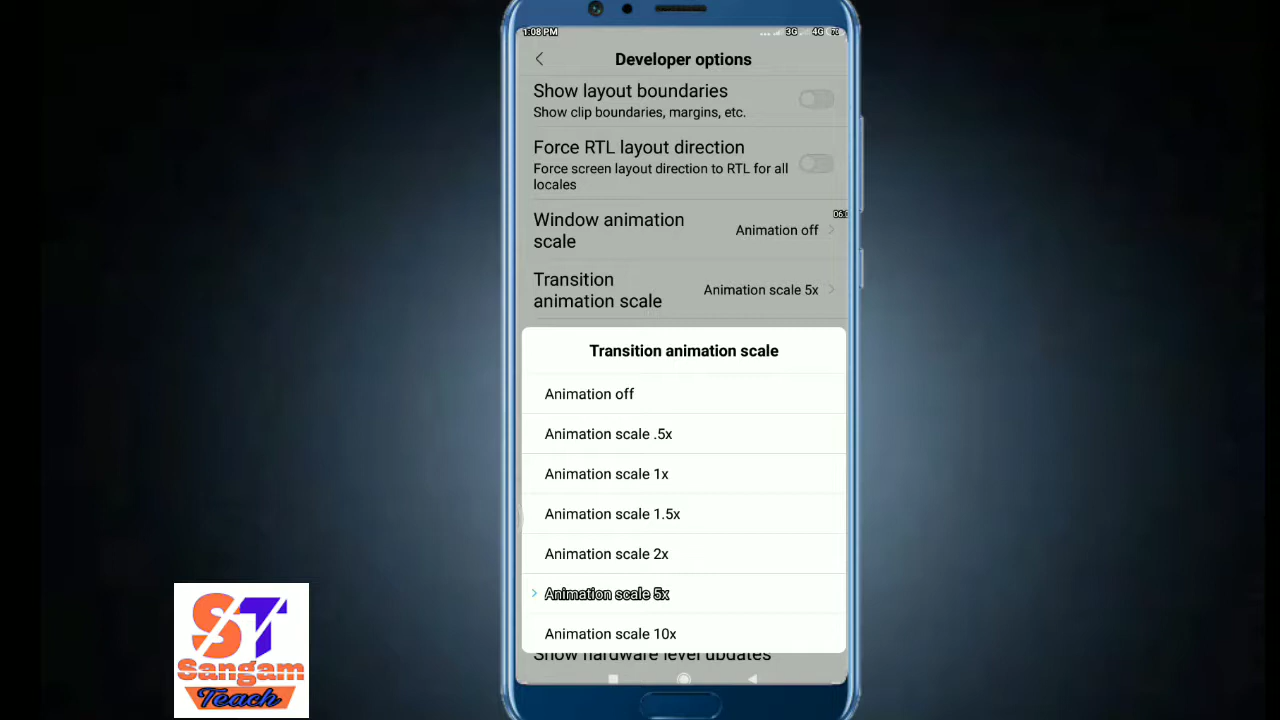 1:08 PM
3G 4G
Developer options
Show layout boundaries
Show clip boundaries, margins, etc.
Force RTL layout direction
Force screen layout direction to RTL for all
locales
Window animation
scale
Animation off
Transition
animation scale
Animation scale 5x
Transition animation scale
Animation off
Animation scale .5x
Animation scale 1x
Animation scale 1.5x
Animation scale 2x
Animation scale 5x
Animation scale 10x
Show hardware level updates
ST
Sangam
Teach